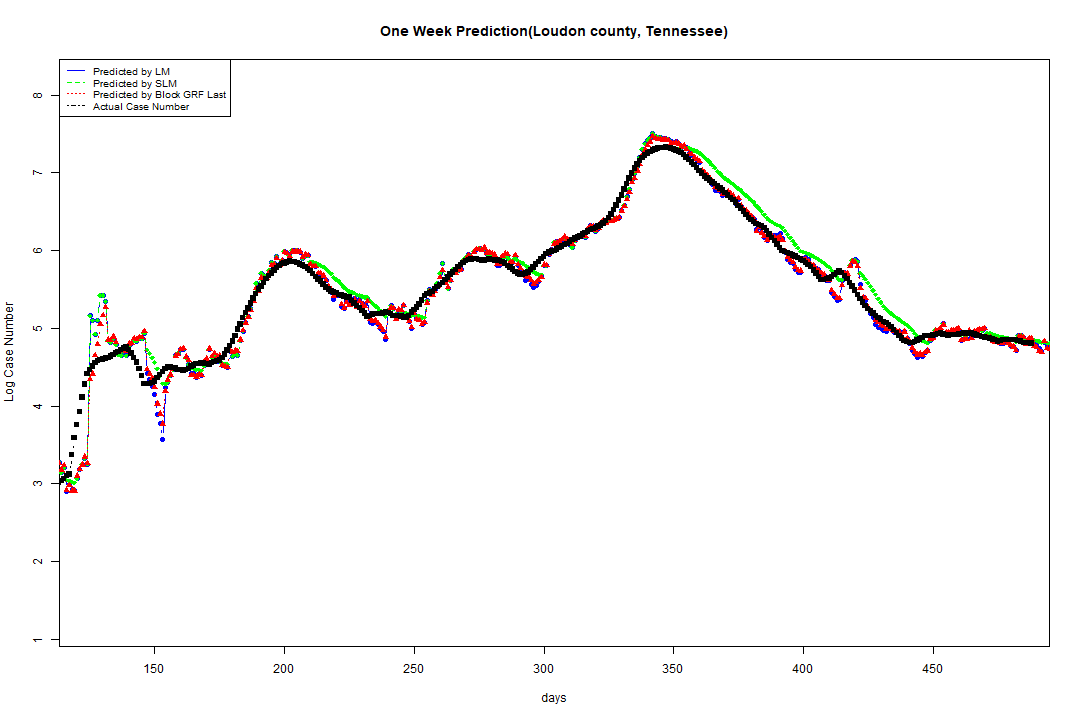 One Week Prediction(Loudon county, Tennessee)
Predicted by LM
Predicted by SLM
Predicted by Block GRF Last
Actual Case Number
Log Case Number
8
7
6
5
4
3
2
1
150 200 250 300 350 400 450
days